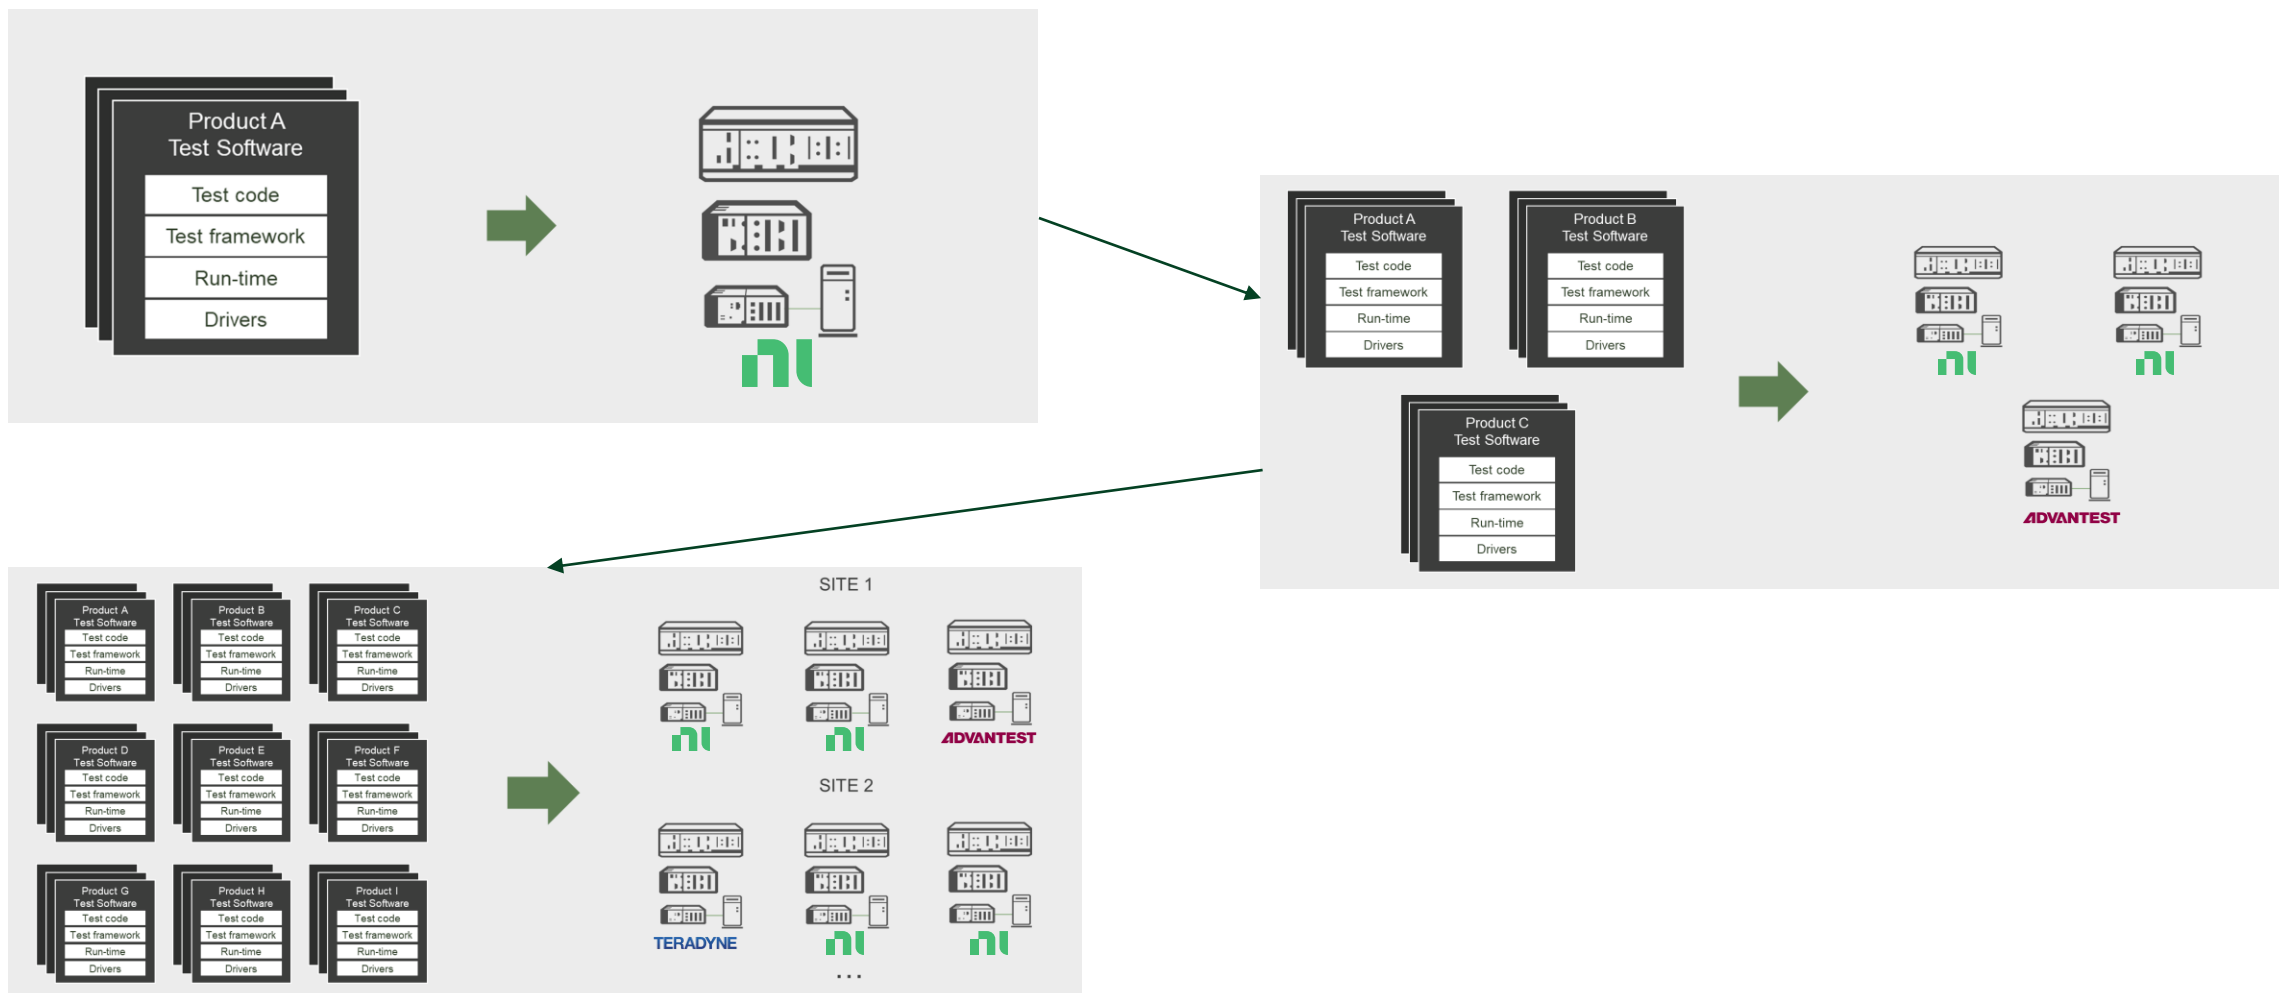 Product A
Test Software
Test code
Test framework
Run-time
Drivers
ni
Product A
Test Software
Test code
Test framework
Run-time
Drivers
Product B
Test Software
Test code
Test framework
Run-time
Drivers
Product C
Test Software
Test code
Test framework
Run-time
Drivers
ni
ni
ADVANTEST
Product A
Test Software
Test code
Test framework
Run-time
Drivers
Product B
Test Software
Test code
Test framework
Run-time
Drivers
Product C
Test Software
Test code
Test framework
Run-time
Drivers
Product D
Test Software
Test code
Test framework
Run-time
Drivers
Product E
Test Software
Test code
Test framework
Run-time
Drivers
Product F
Test Software
Test code
Test framework
Run-time
Drivers
Product G
Test Software
Test code
Test framework
Run-time
Drivers
Product H
Test Software
Test code
Test framework
Run-time
Drivers
Product I
Test Software
Test code
Test framework
Run-time
Drivers
SITE 1
ni
ni
ADVANTEST
SITE 2
TERADYNE
ni
ni
...